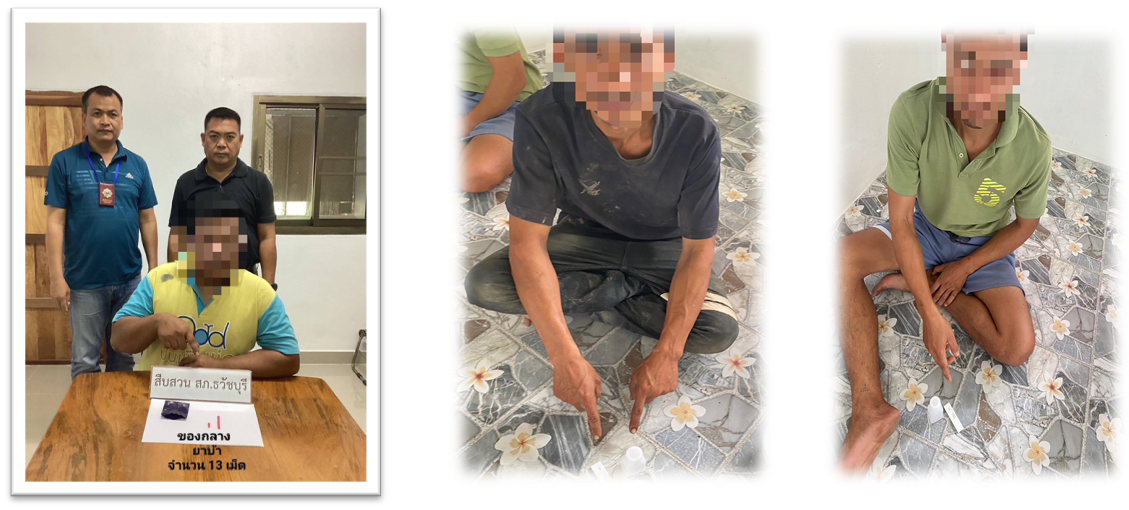 สืบสวน สภ.ธวัชบุรี
ของกลาง
ยาบ้า
จำนวน 13 เม็ด